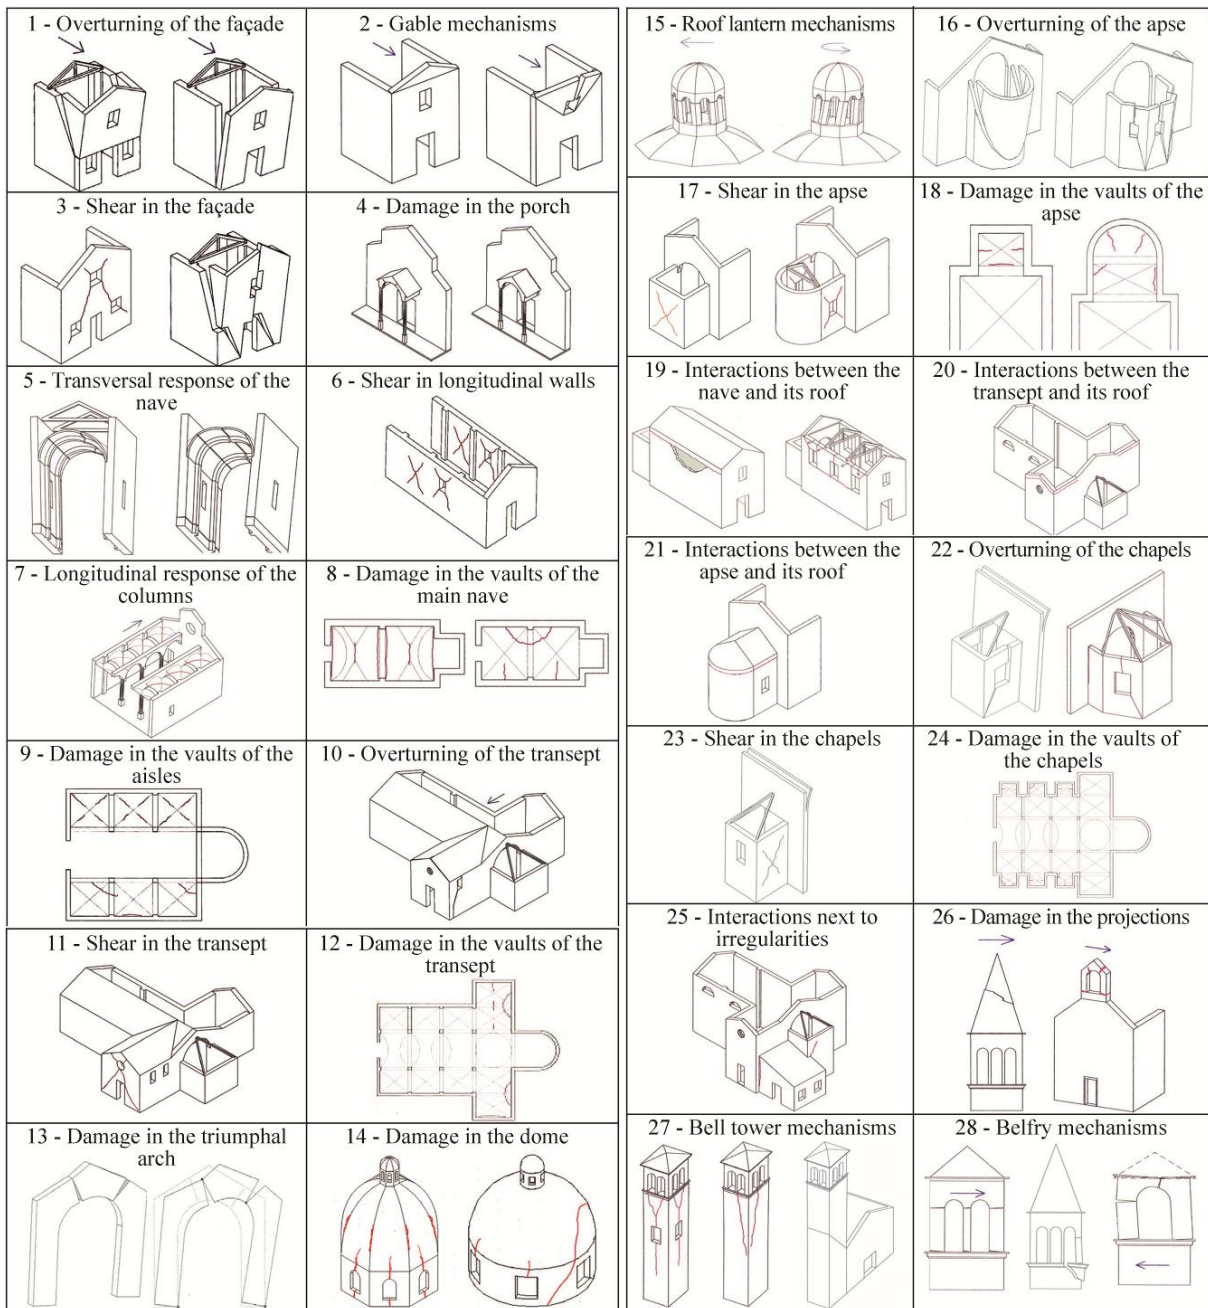 1 - Overturning of the façade
2 - Gable mechanisms
3 - Shear in the façade
4 - Damage in the porch
5 - Transversal response of the
nave
6 - Shear in longitudinal walls
7 - Longitudinal response of the
columns
8 - Damage in the vaults of the
main nave
9 - Damage in the vaults of the
aisles
10 - Overturning of the transept
11 - Shear in the transept
12 - Damage in the vaults of the
transept
13 - Damage in the triumphal
arch
14 - Damage in the dome
15 - Roof lantern mechanisms
16 - Overturning of the apse
17 - Shear in the apse
18 - Damage in the vaults of the
apse
19 - Interactions between the
nave and its roof
20 - Interactions between the
transept and its roof
21 - Interactions between the
apse and its roof
22 - Overturning of the chapels
23 - Shear in the chapels
24 - Damage in the vaults of
the chapels
25 - Interactions next to
irregularities
26 - Damage in the projections
27 - Bell tower mechanisms
28 - Belfry mechanisms